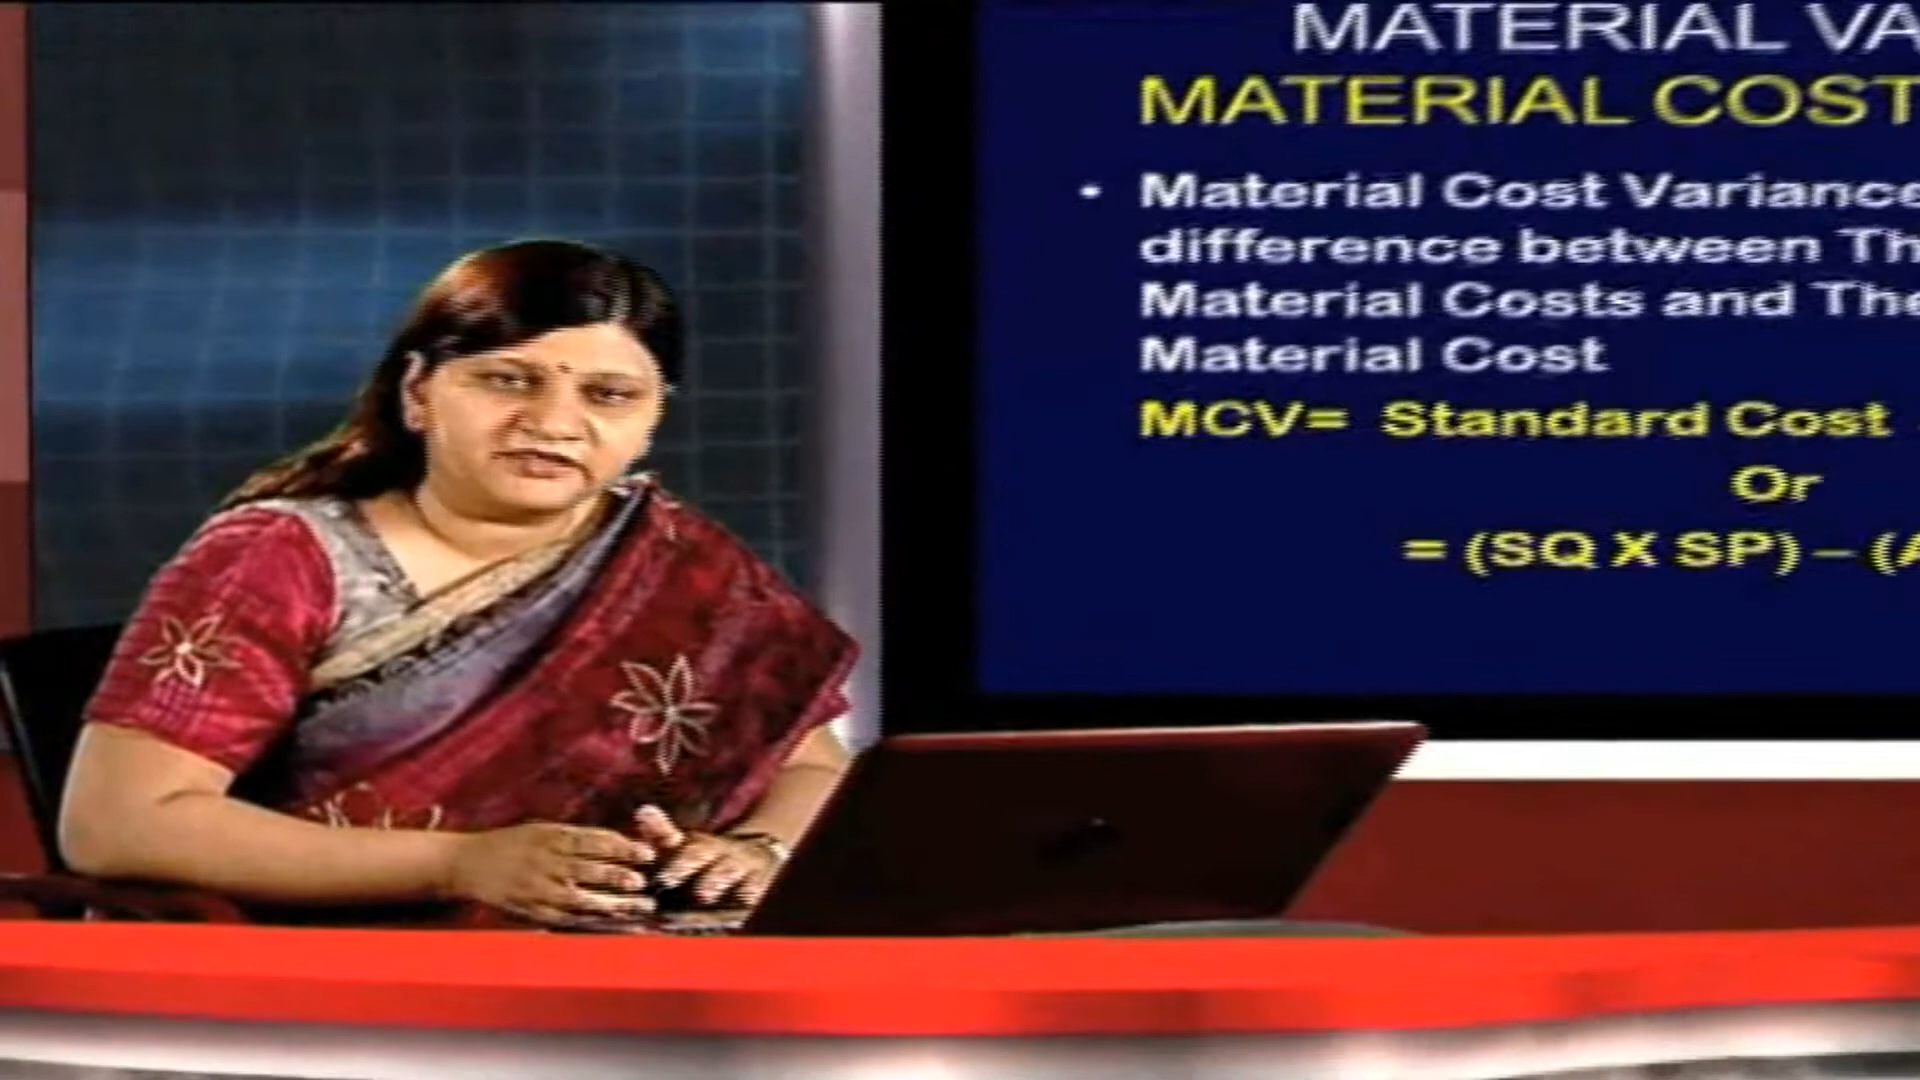 MATERIAL VA
MATERIAL COST
• Material Cost Variance
difference between Th
Material Costs and The
Material Cost
MCV= Standard Cost
Or
= (SQ X SP) – (A